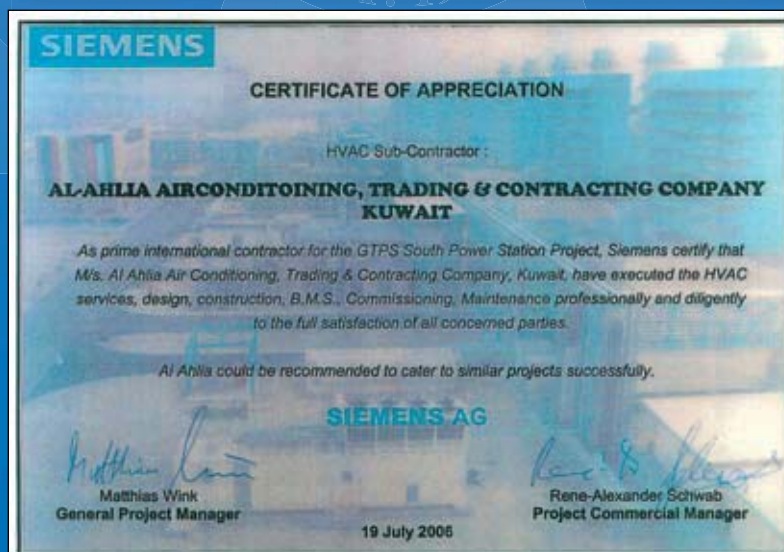 SIEMENS
CERTIFICATE OF APPRECIATION
HVAC Sub-Contractor :
AL-AHLIA AIRCONDITOINING, TRADING & CONTRACTING COMPANY
KUWAIT
As prime international contractor for the GTPS South Power Station Project, Siemens certify that
M/s. Al Ahlia Air Conditioning, Trading & Contracting Company, Kuwait, have executed the HVAC
services, design, construction, B.M.S., Commissioning, Maintenance professionally and diligently
to the full satisfaction of all concerned parties.
Al Ahlia could be recommended to cater to similar projects successfully.
SIEMENS AG
Matthias Wink
General Project Manager
Rene-Alexander Schwab
Project Commercial Manager
19 July 2006